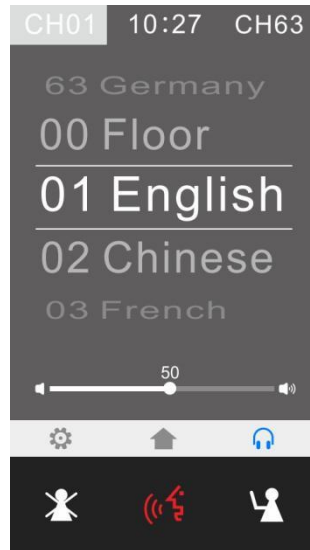 CH01 10:27 CH63
63 Germany
00 Floor
01 English
02 Chinese
03 French
50